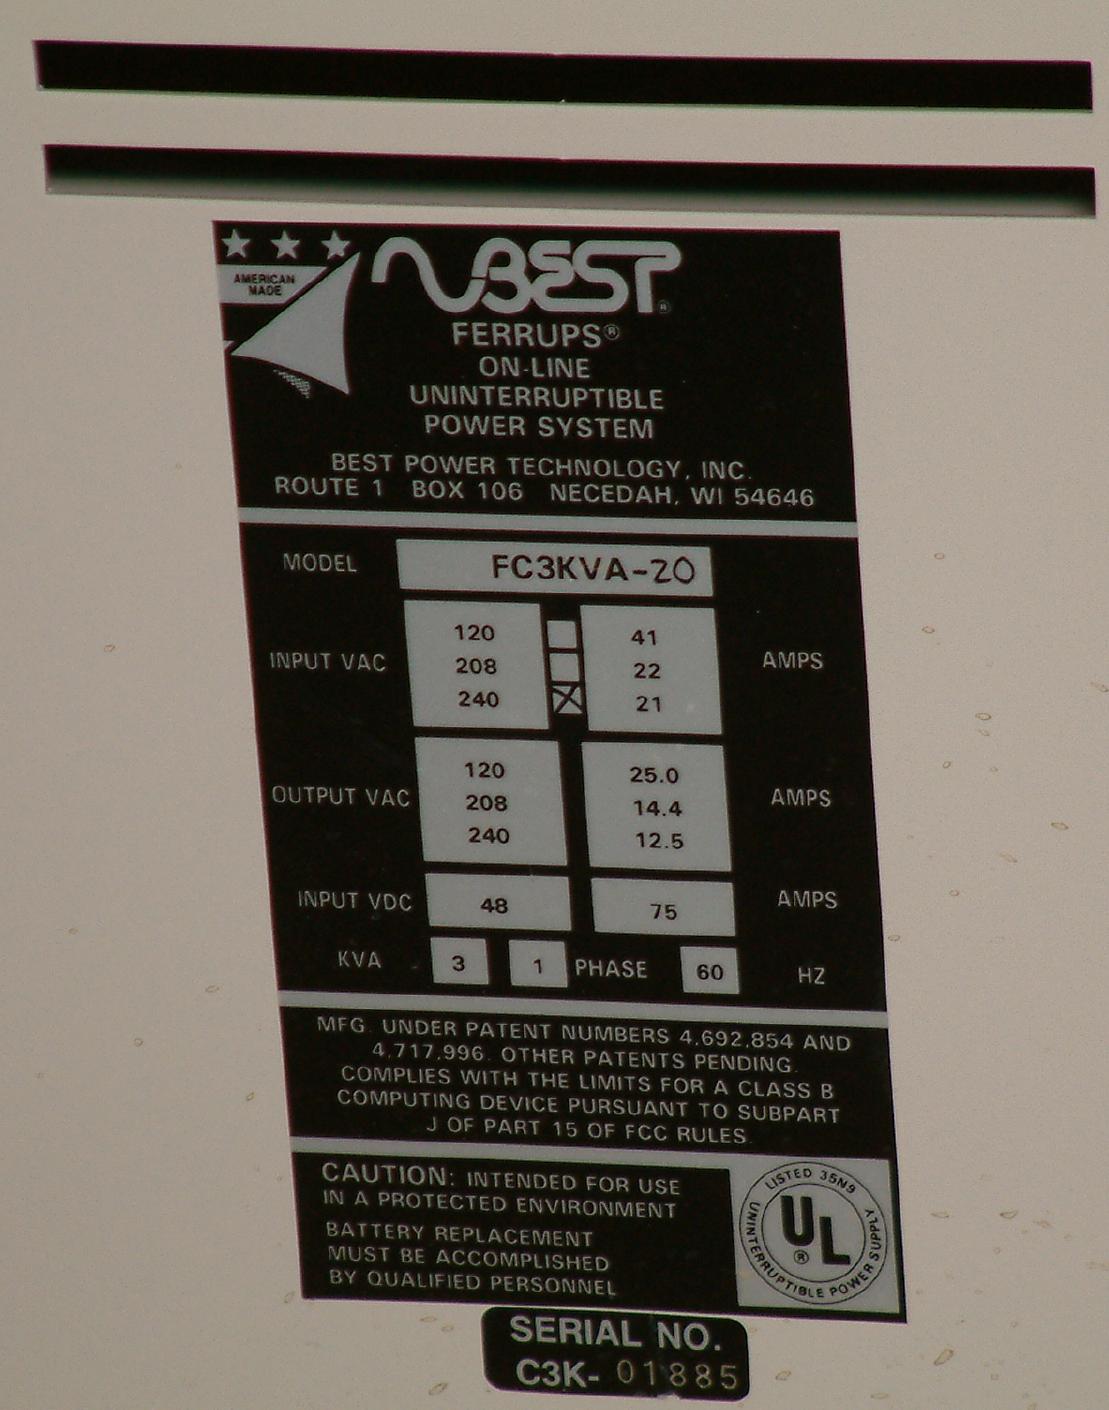 AMERICAN
MADE
BEST®
FERRUPS®
ON-LINE
UNINTERRUPTIBLE
POWER SYSTEM
BEST POWER TECHNOLOGY, INC.
ROUTE 1 BOX 106 NECEDAH, WI 54646
MODEL FC3KVA-20
120 41
INPUT VAC 208 22 AMPS
240 X 21
120 25.0
OUTPUT VAC 208 14.4 AMPS
240 12.5
INPUT VDC 48 75 AMPS
KVA 3 1 PHASE 60 HZ
MFG. UNDER PATENT NUMBERS 4,692,854 AND
4,717,996. OTHER PATENTS PENDING.
COMPLIES WITH THE LIMITS FOR A CLASS B
COMPUTING DEVICE PURSUANT TO SUBPART
J OF PART 15 OF FCC RULES.
CAUTION: INTENDED FOR USE
IN A PROTECTED ENVIRONMENT
BATTERY REPLACEMENT
MUST BE ACCOMPLISHED
BY QUALIFIED PERSONNEL
LISTED 35N9
UL®
UNINTERRUPTIBLE POWER SUPPLY
SERIAL NO.
C3K- 01885